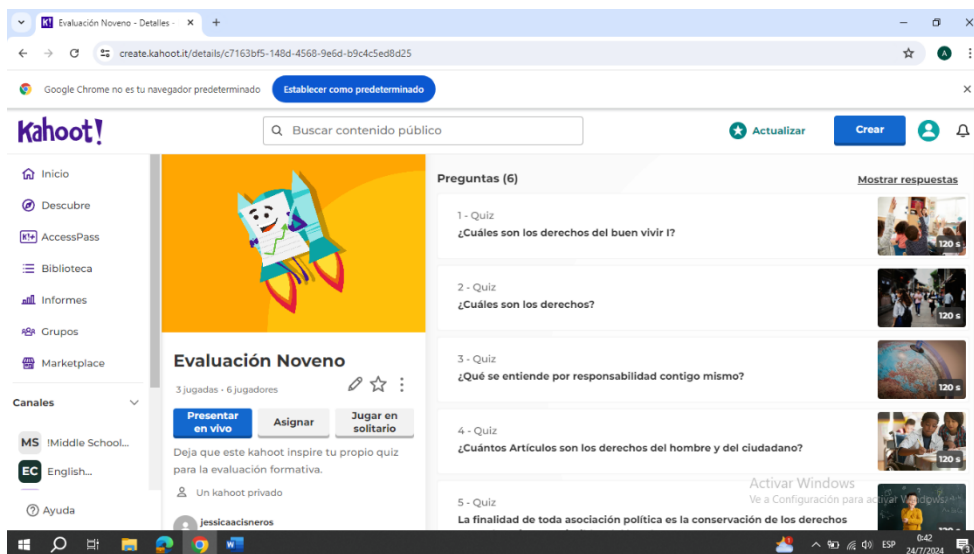 Evaluación Noveno - Detalles -
create.kahoot.it/details/c7163bf5-148d-4568-9e6d-b9c4c5ed8d25
A
Google Chrome no es tu navegador predeterminado
Establecer como predeterminado
Kahoot!
Buscar contenido público
Actualizar
Crear
Inicio
Descubre
K!+ AccessPass
Biblioteca
Informes
Grupos
Marketplace
Canales
MS !Middle School...
EC English...
Ayuda
Evaluación Noveno
3 jugadas · 6 jugadores
Presentar en vivo
Asignar
Jugar en solitario
Deja que este kahoot inspire tu propio quiz
para la evaluación formativa.
Un kahoot privado
jessicaacisneros
Preguntas (6)
Mostrar respuestas
1 - Quiz
¿Cuáles son los derechos del buen vivir I?
120 s
2 - Quiz
¿Cuáles son los derechos?
120 s
3 - Quiz
¿Qué se entiende por responsabilidad contigo mismo?
120 s
4 - Quiz
¿Cuántos Artículos son los derechos del hombre y del ciudadano?
120 s
5 - Quiz
La finalidad de toda asociación política es la conservación de los derechos
Activar Windows
Ve a Configuración para activar Windows.
ESP
0:42
24/7/2024